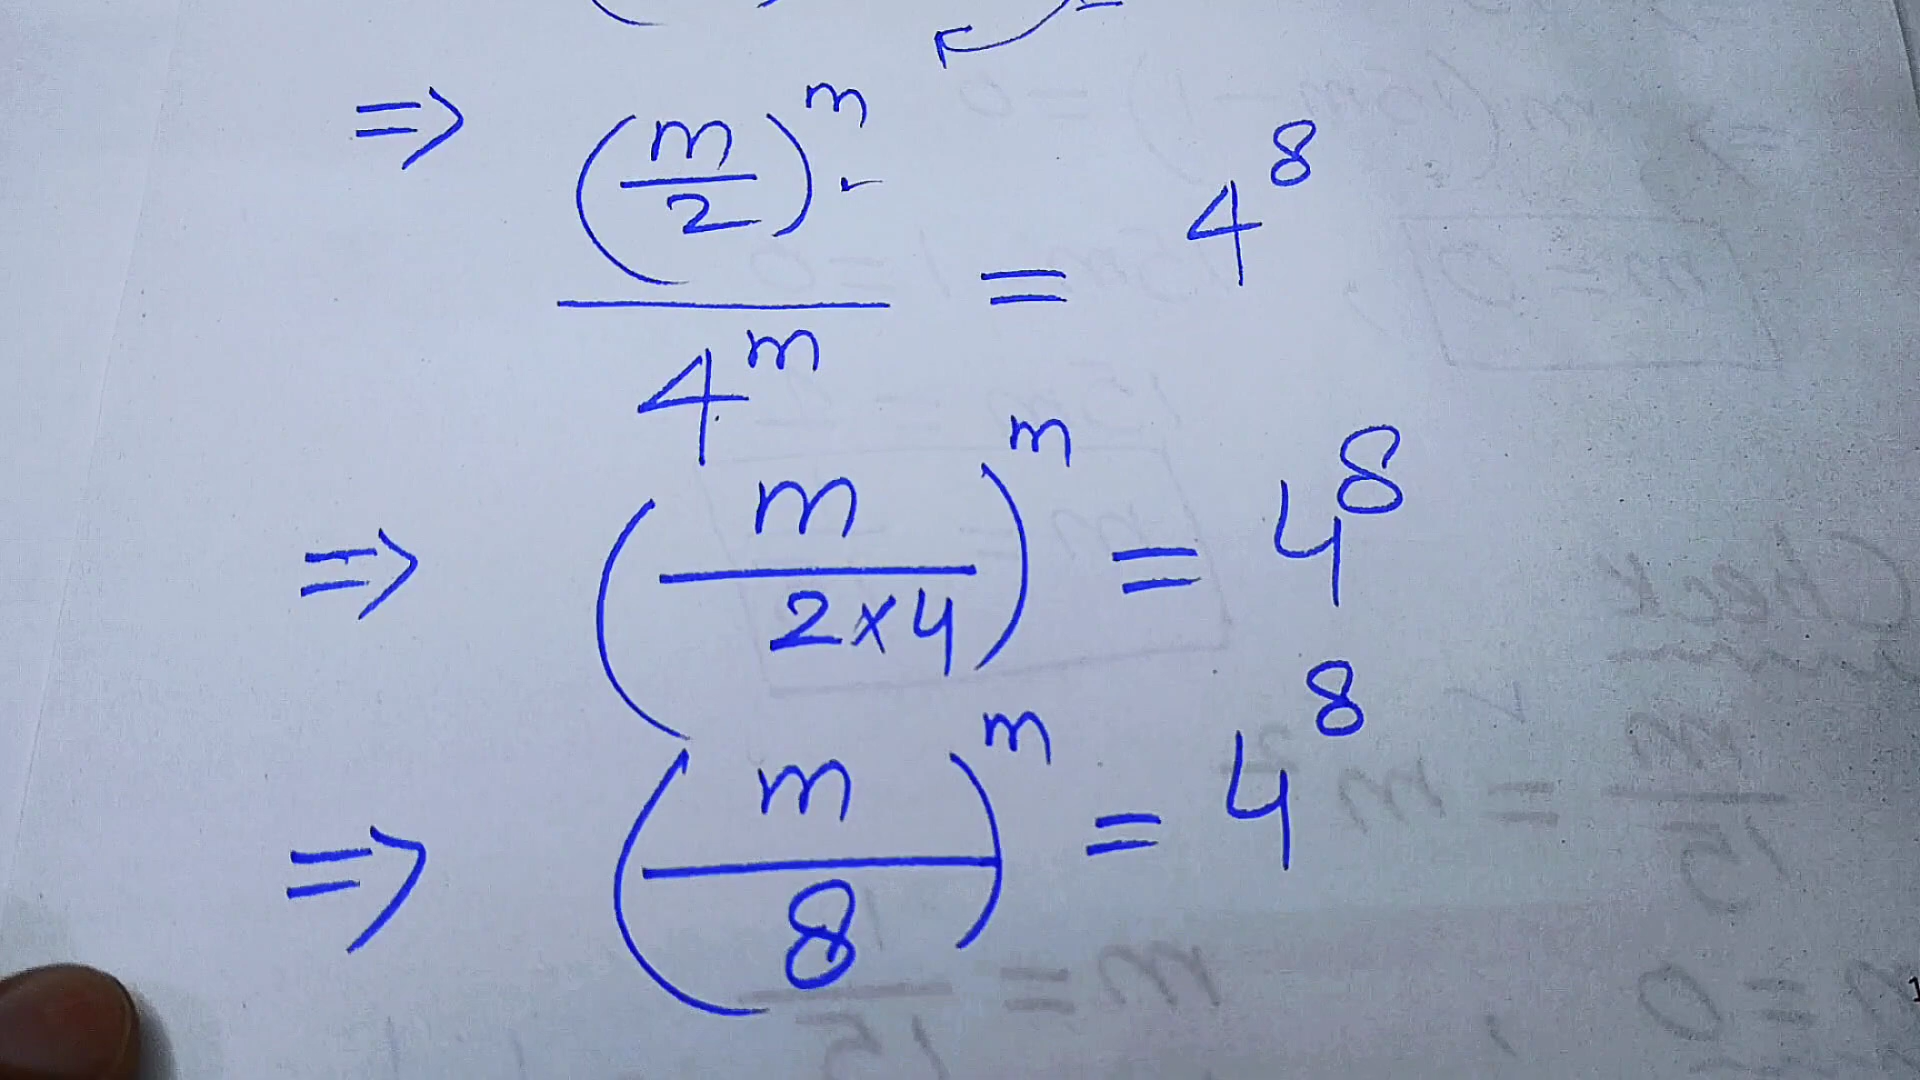 ⇒ (m/2)^m / 4^m = 4^8
⇒ (m / 2×4)^m = 4^8
⇒ (m/8)^m = 4^8